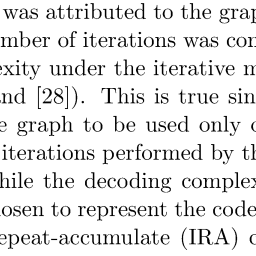 was attributed to the grap
mber of iterations was con
exity under the iterative m
and [28]). This is true sin
e graph to be used only o
iterations performed by th
hile the decoding complex
osen to represent the code
epeat-accumulate (IRA) c